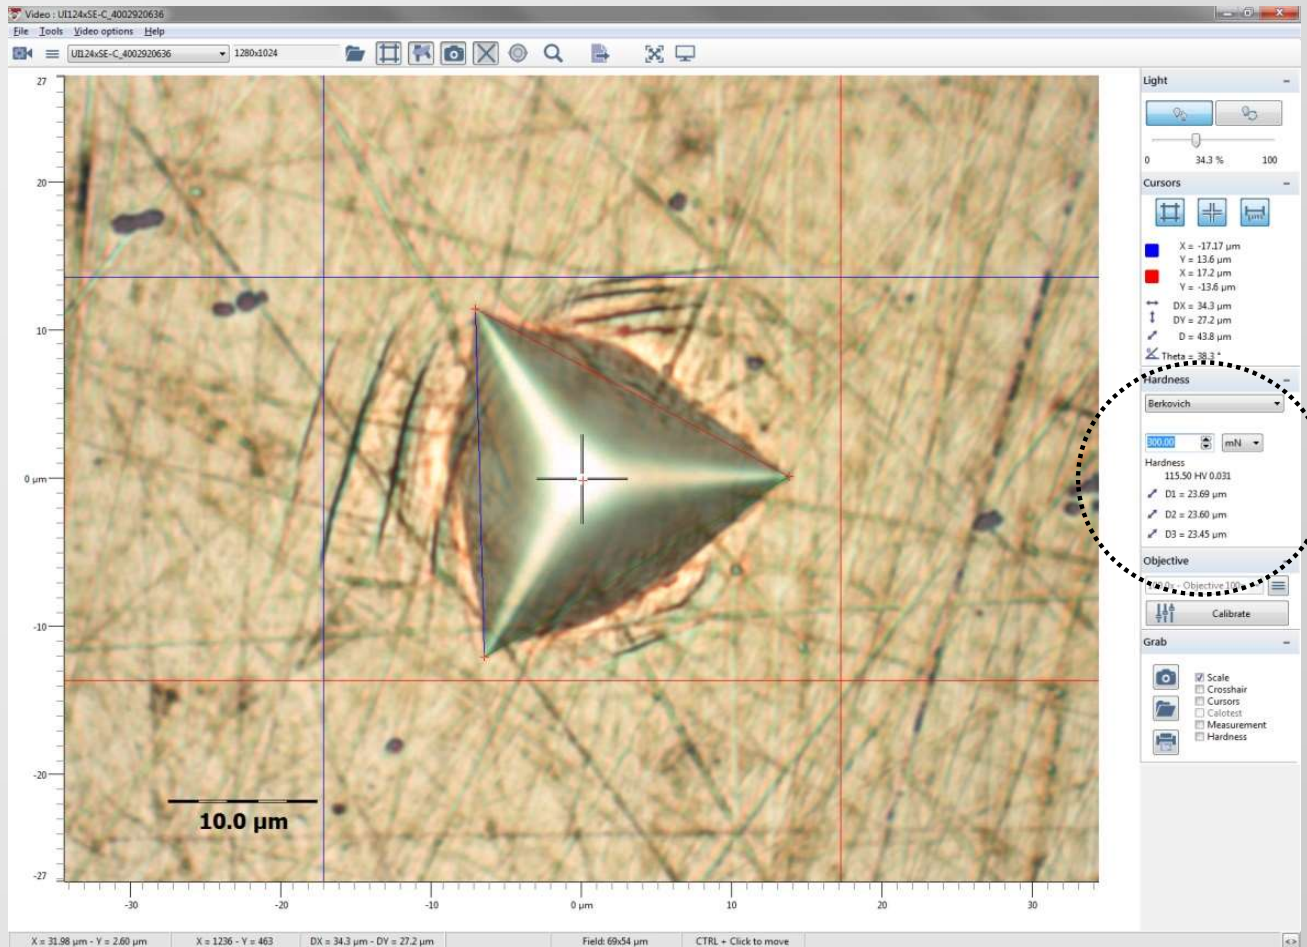 Video : UI124xSE-C_4002920636
File Tools Video options Help
UI124xSE-C_4002920636 1280x1024
27
20
10
0 µm
-10
-20
-27
10.0 µm
-30 -20 -10 0 µm 10 20 30
Light
0 34.3 % 100
Cursors
X = -17.17 µm
Y = 13.6 µm
X = 17.2 µm
Y = -13.6 µm
DX = 34.3 µm
DY = 27.2 µm
D = 43.8 µm
Theta = 38.3 °
Hardness
Berkovich
300.00 mN
Hardness
115.50 HV 0.031
D1 = 23.69 µm
D2 = 23.60 µm
D3 = 23.45 µm
Objective
- Objective 100
Calibrate
Grab
Scale
Crosshair
Cursors
Calotest
Measurement
Hardness
X = 31.98 µm - Y = 2.60 µm X = 1236 - Y = 463 DX = 34.3 µm - DY = 27.2 µm Field: 69x54 µm CTRL + Click to move